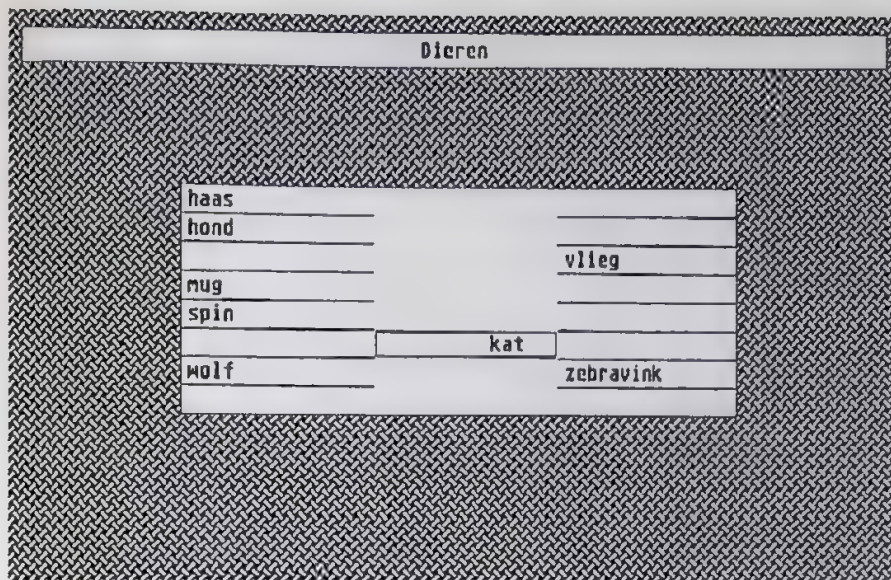 Dieren
haas
hond
vlieg
mug
spin
kat
wolf zebravink